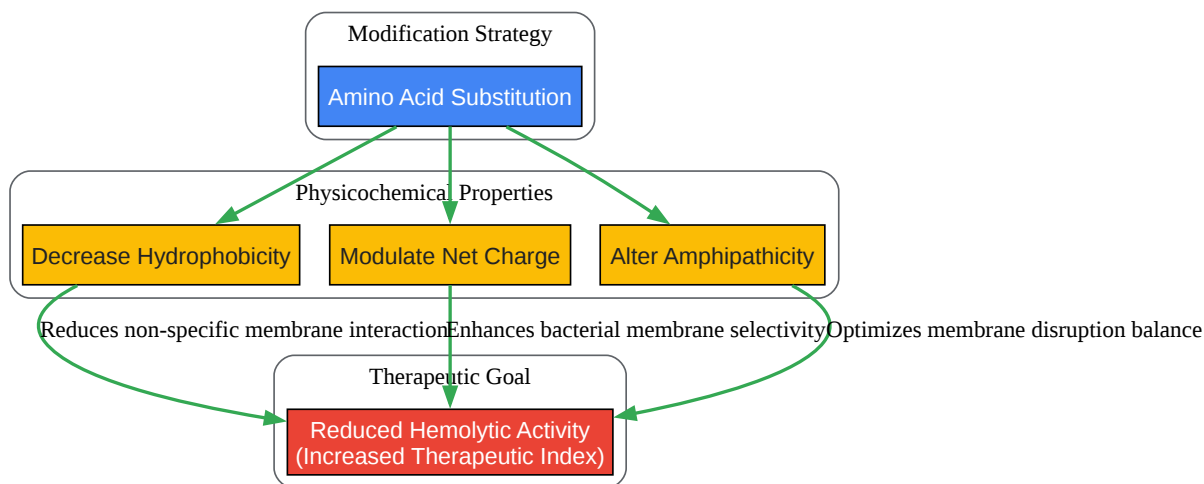 Modification Strategy
Amino Acid Substitution
Physicochemical Properties
Decrease Hydrophobicity
Modulate Net Charge
Alter Amphipathicity
Reduces non-specific membrane interaction
Enhances bacterial membrane selectivity
Optimizes membrane disruption balance
Therapeutic Goal
Reduced Hemolytic Activity
(Increased Therapeutic Index)